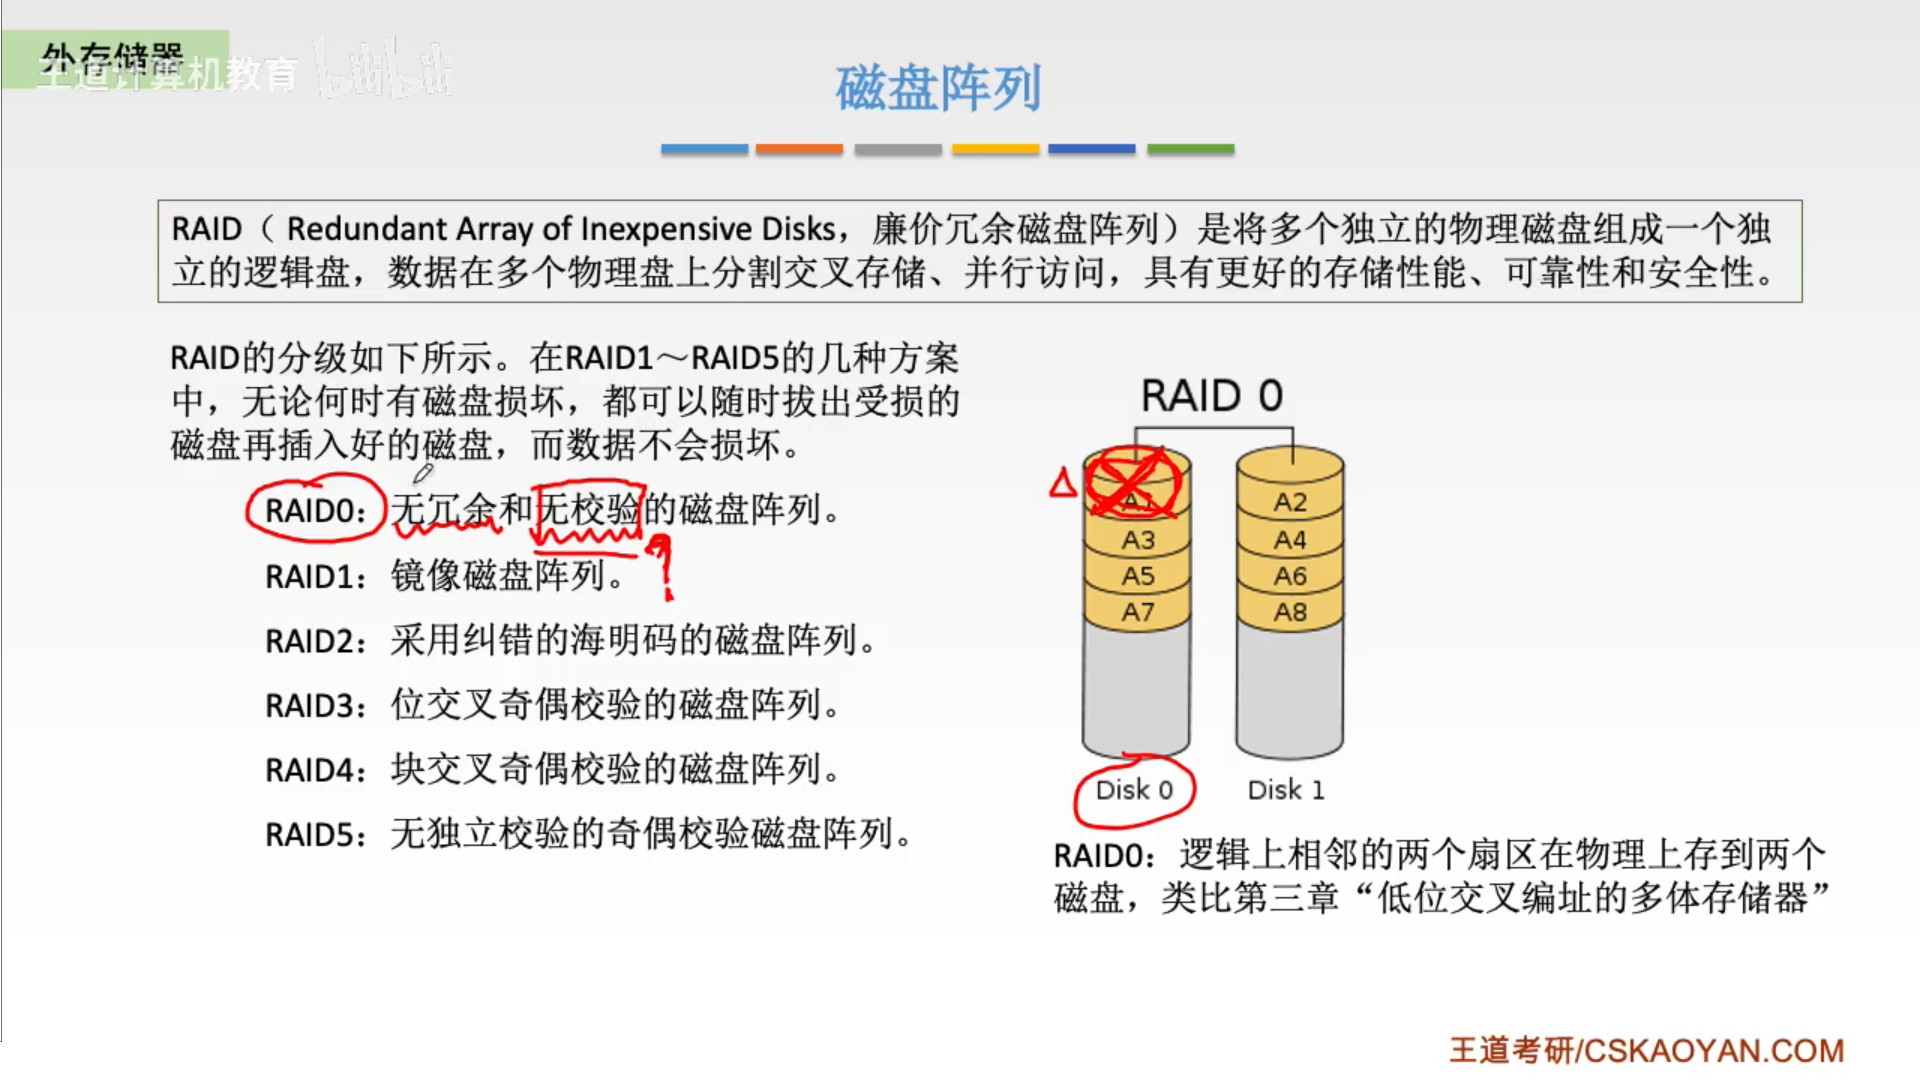 外存储器
王道计算机教育 bilibili
磁盘阵列
RAID（ Redundant Array of Inexpensive Disks，廉价冗余磁盘阵列）是将多个独立的物理磁盘组成一个独
立的逻辑盘，数据在多个物理盘上分割交叉存储、并行访问，具有更好的存储性能、可靠性和安全性。
RAID的分级如下所示。在RAID1～RAID5的几种方案
中，无论何时有磁盘损坏，都可以随时拔出受损的
磁盘再插入好的磁盘，而数据不会损坏。
RAID0：无冗余和无校验的磁盘阵列。
RAID1：镜像磁盘阵列。
RAID2：采用纠错的海明码的磁盘阵列。
RAID3：位交叉奇偶校验的磁盘阵列。
RAID4：块交叉奇偶校验的磁盘阵列。
RAID5：无独立校验的奇偶校验磁盘阵列。
RAID 0
A1 A2
A3 A4
A5 A6
A7 A8
Disk 0 Disk 1
RAID0：逻辑上相邻的两个扇区在物理上存到两个
磁盘，类比第三章“低位交叉编址的多体存储器”
王道考研/CSKAOYAN.COM